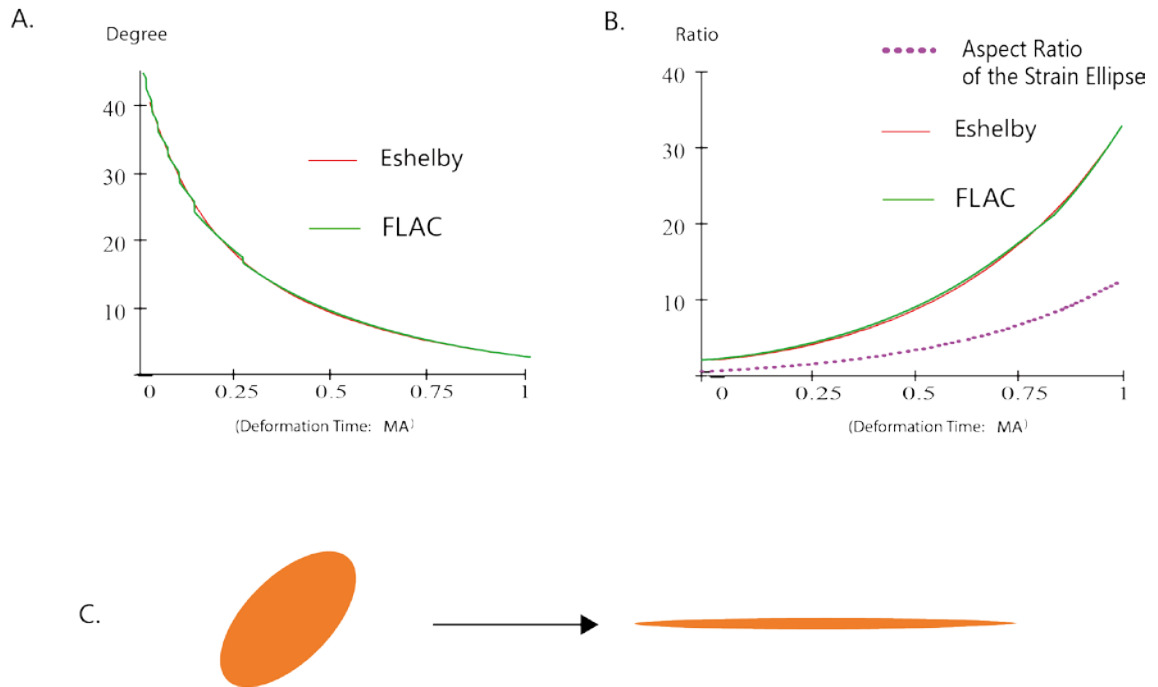 A.
Degree
40
30
20
10
0
0.25
0.5
0.75
1
(Deformation Time: MA)
Eshelby
FLAC
B.
Ratio
40
30
20
10
0
0.25
0.5
0.75
1
(Deformation Time: MA)
Aspect Ratio
of the Strain Ellipse
Eshelby
FLAC
C.